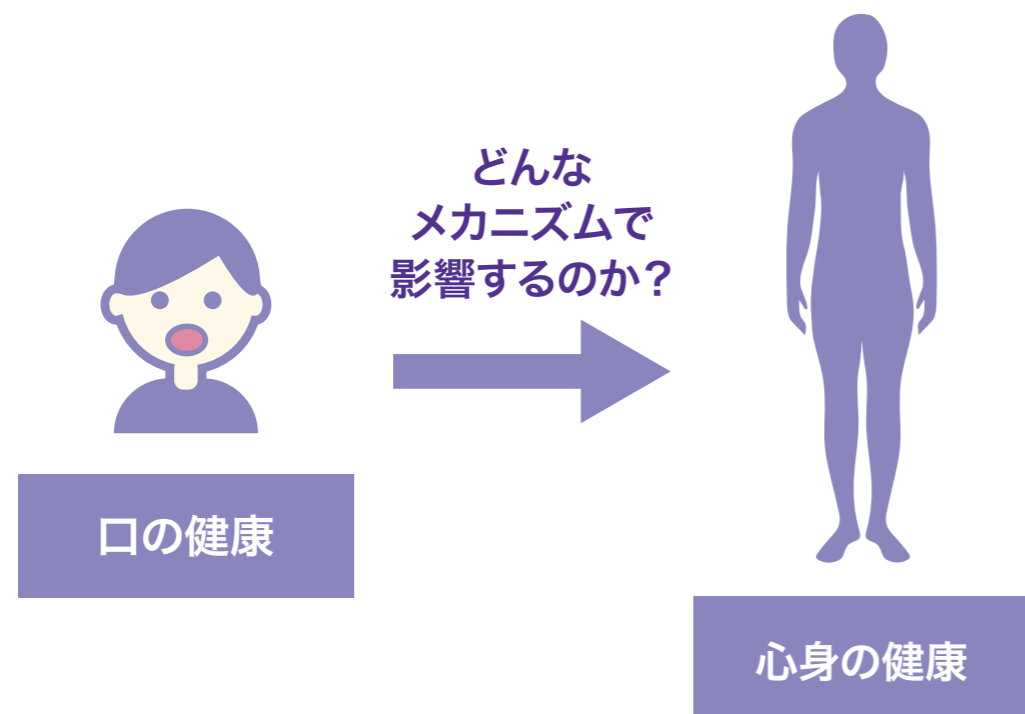 どんな
メカニズムで
影響するのか？
口の健康
心身の健康